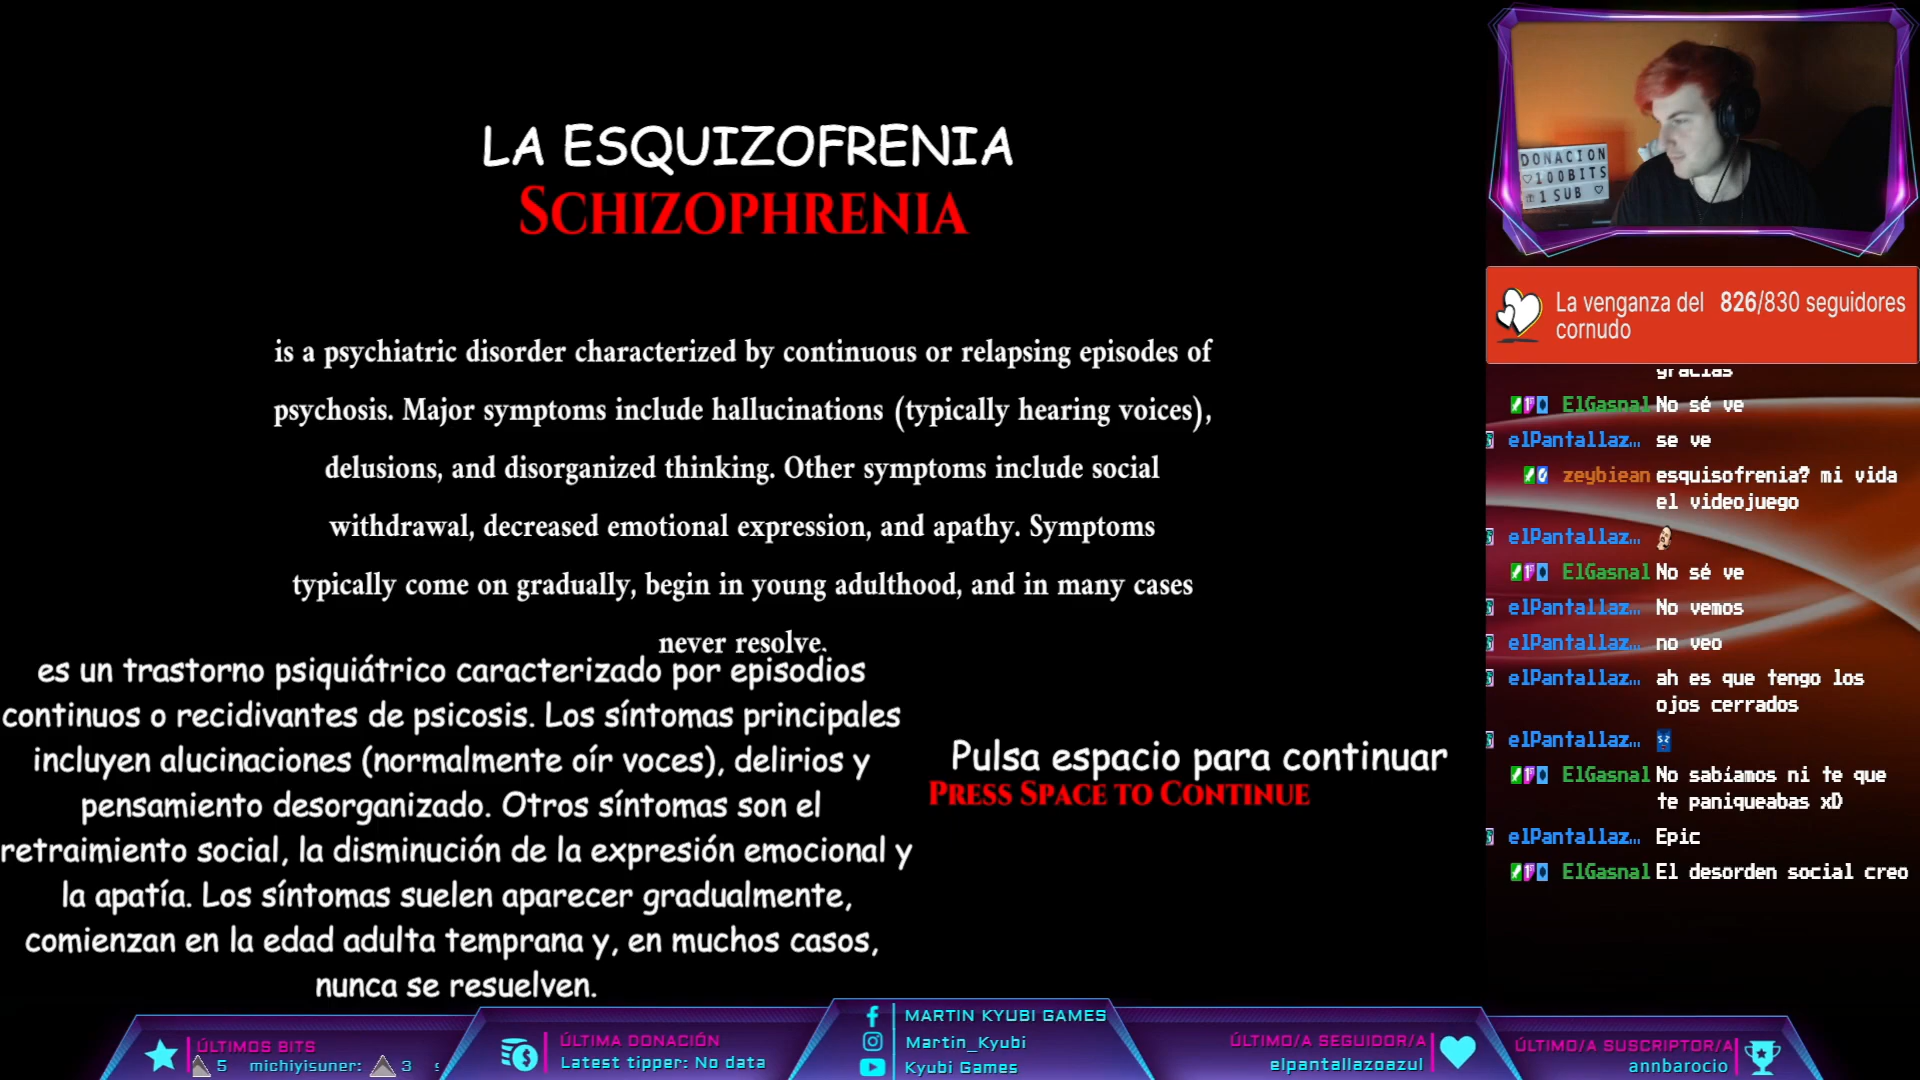 LA ESQUIZOFRENIA
SCHIZOPHRENIA
is a psychiatric disorder characterized by continuous or relapsing episodes of
psychosis. Major symptoms include hallucinations (typically hearing voices),
delusions, and disorganized thinking. Other symptoms include social
withdrawal, decreased emotional expression, and apathy. Symptoms
typically come on gradually, begin in young adulthood, and in many cases
never resolve.
es un trastorno psiquiátrico caracterizado por episodios
continuos o recidivantes de psicosis. Los síntomas principales
incluyen alucinaciones (normalmente oír voces), delirios y
pensamiento desorganizado. Otros síntomas son el
retraimiento social, la disminución de la expresión emocional y
la apatía. Los síntomas suelen aparecer gradualmente,
comienzan en la edad adulta temprana y, en muchos casos,
nunca se resuelven.
Pulsa espacio para continuar
PRESS SPACE TO CONTINUE
DONACION
100BITS
1 SUB
La venganza del 826/830 seguidores
cornudo
gracias
ElGasnal No sé ve
elPantallaz… se ve
zeybiean esquisofrenia? mi vida
el videojuego
elPantallaz…
ElGasnal No sé ve
elPantallaz… No vemos
elPantallaz… no veo
elPantallaz… ah es que tengo los
ojos cerrados
elPantallaz…
ElGasnal No sabíamos ni te que
te paniqueabas xD
elPantallaz… Epic
ElGasnal El desorden social creo
ÚLTIMOS BITS
5 michiyisuner: 3
ÚLTIMA DONACIÓN
Latest tipper: No data
MARTIN KYUBI GAMES
Martin_Kyubi
Kyubi Games
ÚLTIMO/A SEGUIDOR/A
elpantallazoazul
ÚLTIMO/A SUSCRIPTOR/A
annbarocio